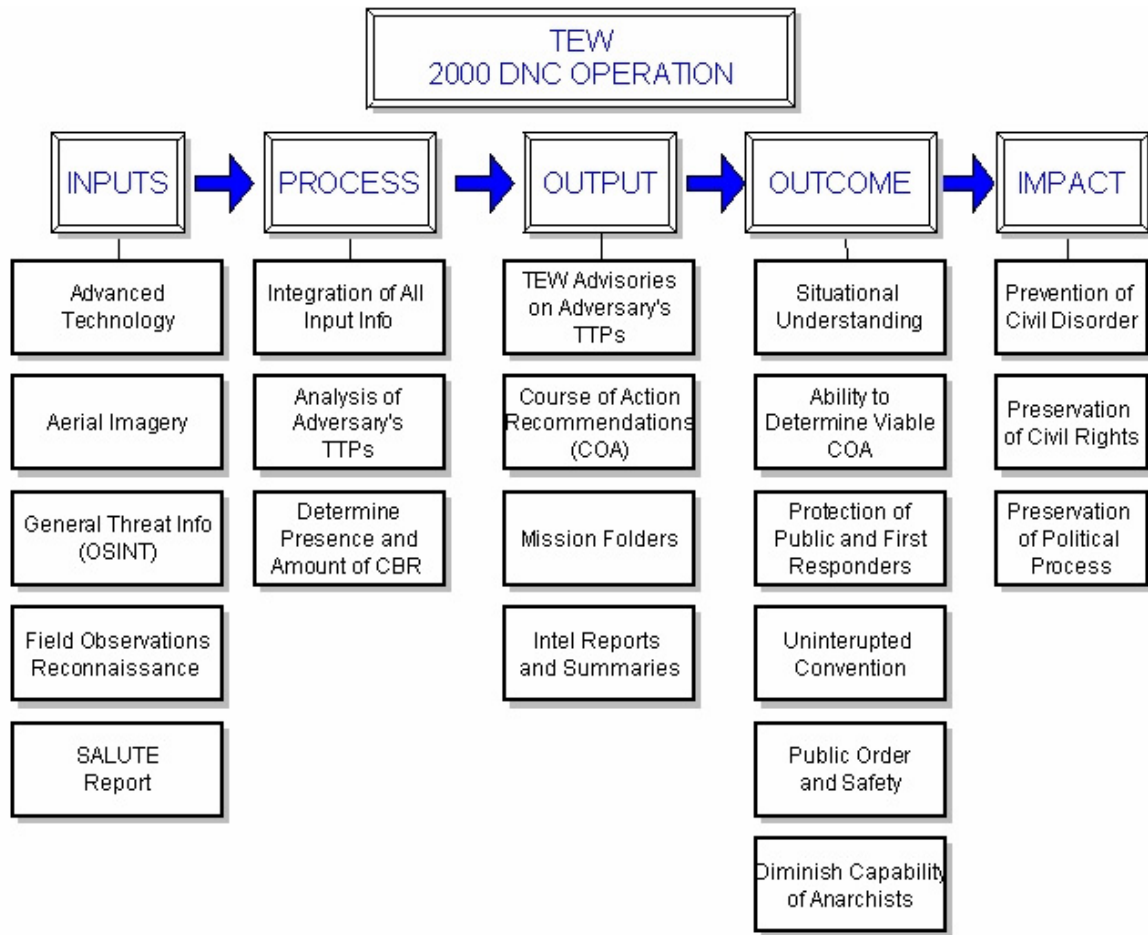 TEW
2000 DNC OPERATION
INPUTS
PROCESS
OUTPUT
OUTCOME
IMPACT
Advanced
Technology
Aerial Imagery
General Threat Info
(OSINT)
Field Observations
Reconnaissance
SALUTE
Report
Integration of All
Input Info
Analysis of
Adversary's
TTPs
Determine
Presence and
Amount of CBR
TEW Advisories
on Adversary's
TTPs
Course of Action
Recommendations
(COA)
Mission Folders
Intel Reports
and Summaries
Situational
Understanding
Ability to
Determine Viable
COA
Protection of
Public and First
Responders
Uninterupted
Convention
Public Order
and Safety
Diminish Capability
of Anarchists
Prevention of
Civil Disorder
Preservation
of Civil Rights
Preservation
of Political
Process